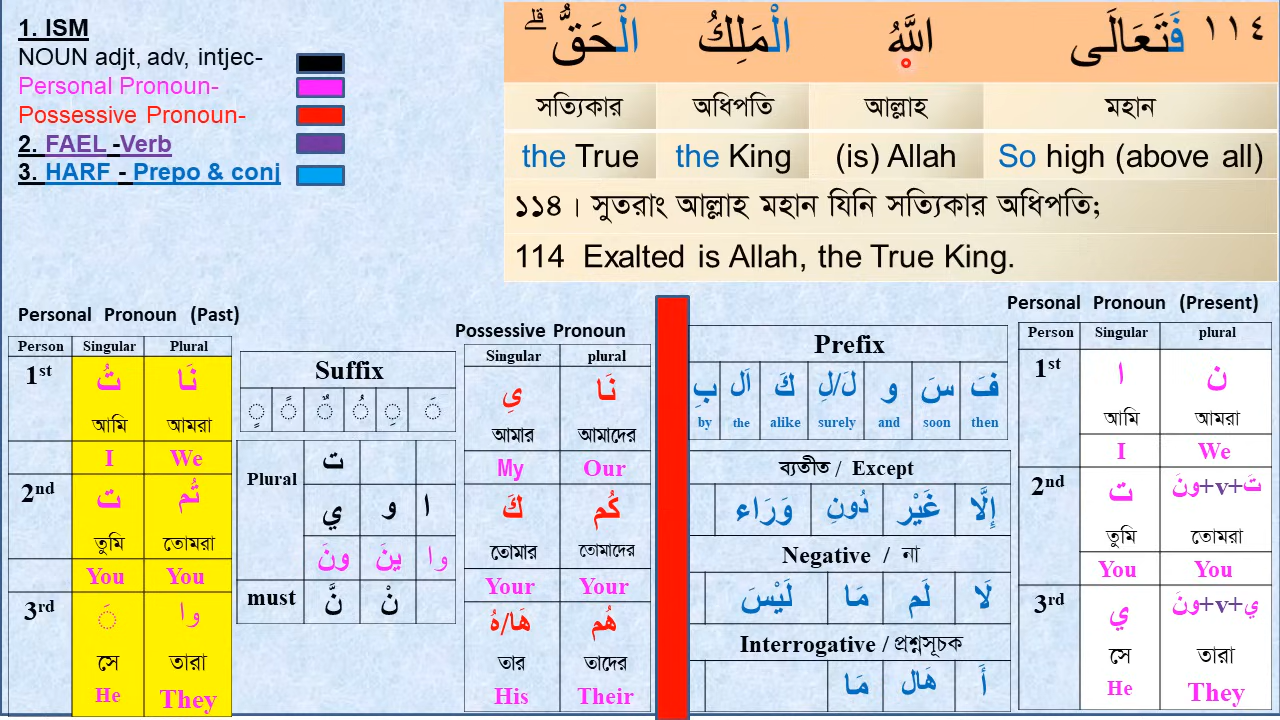 1. ISM
NOUN adjt, adv, intjec-
Personal Pronoun-
Possessive Pronoun-
2. FAEL -Verb
3. HARF - Prepo & conj
١١٤ فَتَعَالَى اللَّهُ الْمَلِكُ الْحَقُّ ۗ
সত্যিকার অধিপতি আল্লাহ মহান
the True the King (is) Allah So high (above all)
১১৪। সুতরাং আল্লাহ মহান যিনি সত্যিকার অধিপতি;
114 Exalted is Allah, the True King.
Personal Pronoun (Past)
Person Singular Plural
1st تُ نَا
আমি আমরা
I We
2nd ت تُم
তুমি তোমরা
You You
3rd َ وا
সে তারা
He They
Suffix
ٍ ً ٌ ُ ِ َ
Plural ت
ي و ا
ونَ ينَ وا
must نَّ نْ
Possessive Pronoun
Singular plural
يِ نَا
আমার আমাদের
My Our
كَ كُم
তোমার তোমাদের
Your Your
هَا/هُ هُم
তার তাদের
His Their
Prefix
بِ اَل كَ لَ/لِ و سَ فَ
by the alike surely and soon then
ব্যতীত / Except
وَرَاء دُونِ غَيْر إِلَّا
Negative / না
لَيْسَ مَا لَم لَا
Interrogative / প্রশ্নসূচক
مَا هَال أَ
Personal Pronoun (Present)
Person Singular plural
1st ا ن
আমি আমরা
I We
2nd ت تَ+v+ونَ
তুমি তোমরা
You You
3rd ي ي+v+ونَ
সে তারা
He They